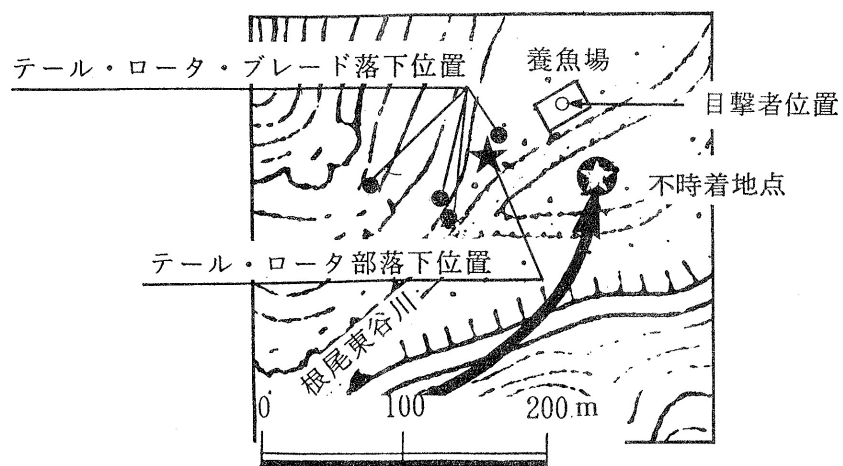 テール・ロータ・ブレード落下位置
養魚場
目撃者位置
不時着地点
テール・ロータ部落下位置
根尾東谷川
0 100 200 m